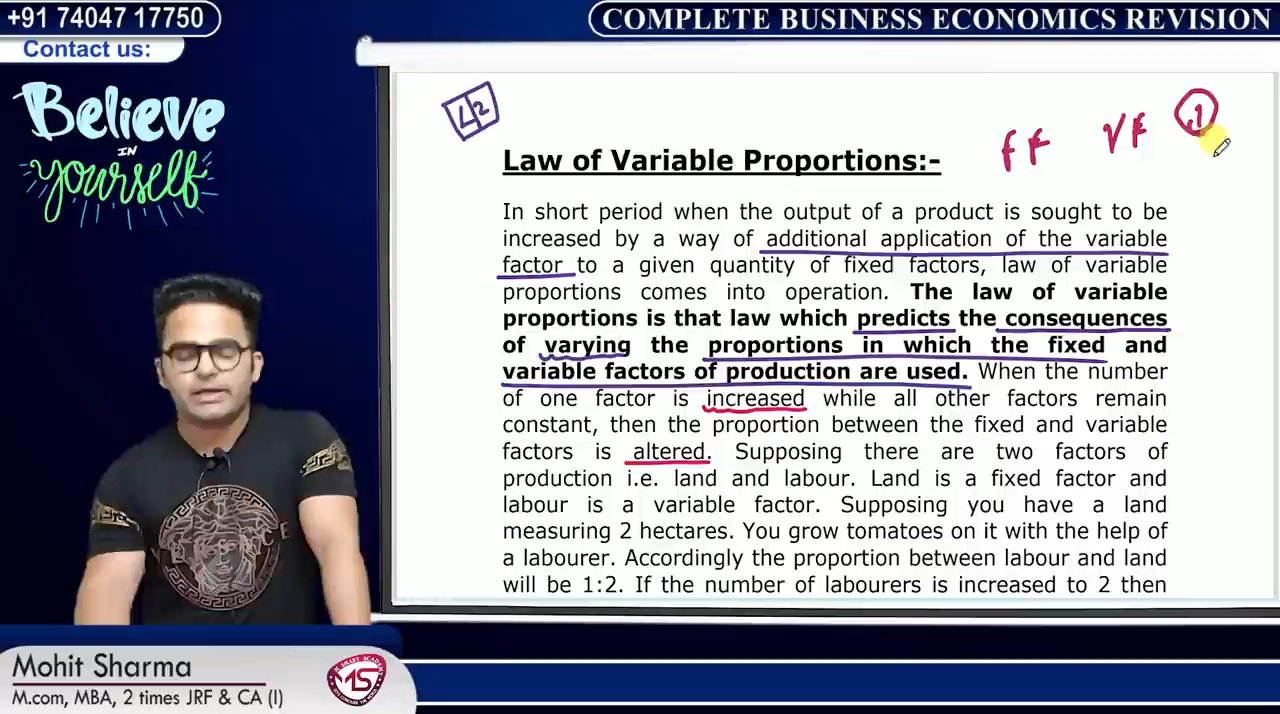 +91 74047 17750
COMPLETE BUSINESS ECONOMICS REVISION
Contact us:
Believe
IN
yourself
42
FF VF
Law of Variable Proportions:-
In short period when the output of a product is sought to be
increased by a way of additional application of the variable
factor to a given quantity of fixed factors, law of variable
proportions comes into operation. The law of variable
proportions is that law which predicts the consequences
of varying the proportions in which the fixed and
variable factors of production are used. When the number
of one factor is increased while all other factors remain
constant, then the proportion between the fixed and variable
factors is altered. Supposing there are two factors of
production i.e. land and labour. Land is a fixed factor and
labour is a variable factor. Supposing you have a land
measuring 2 hectares. You grow tomatoes on it with the help of
a labourer. Accordingly the proportion between labour and land
will be 1:2. If the number of labourers is increased to 2 then
Mohit Sharma
M.com, MBA, 2 times JRF & CA (I)
MS